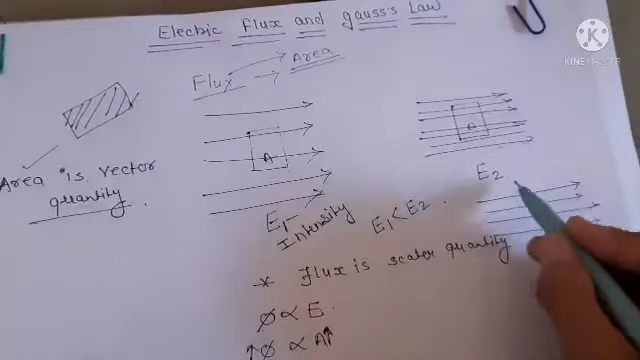 Electric Flux and gauss's Law
KINEMASTER
Flux → Area
A
A
Area is vector
quantity.
E1
Intensity
E2
E1 < E2.
* Flux is scaler quantity
Ø ∝ E
↑Ø ∝ A↑